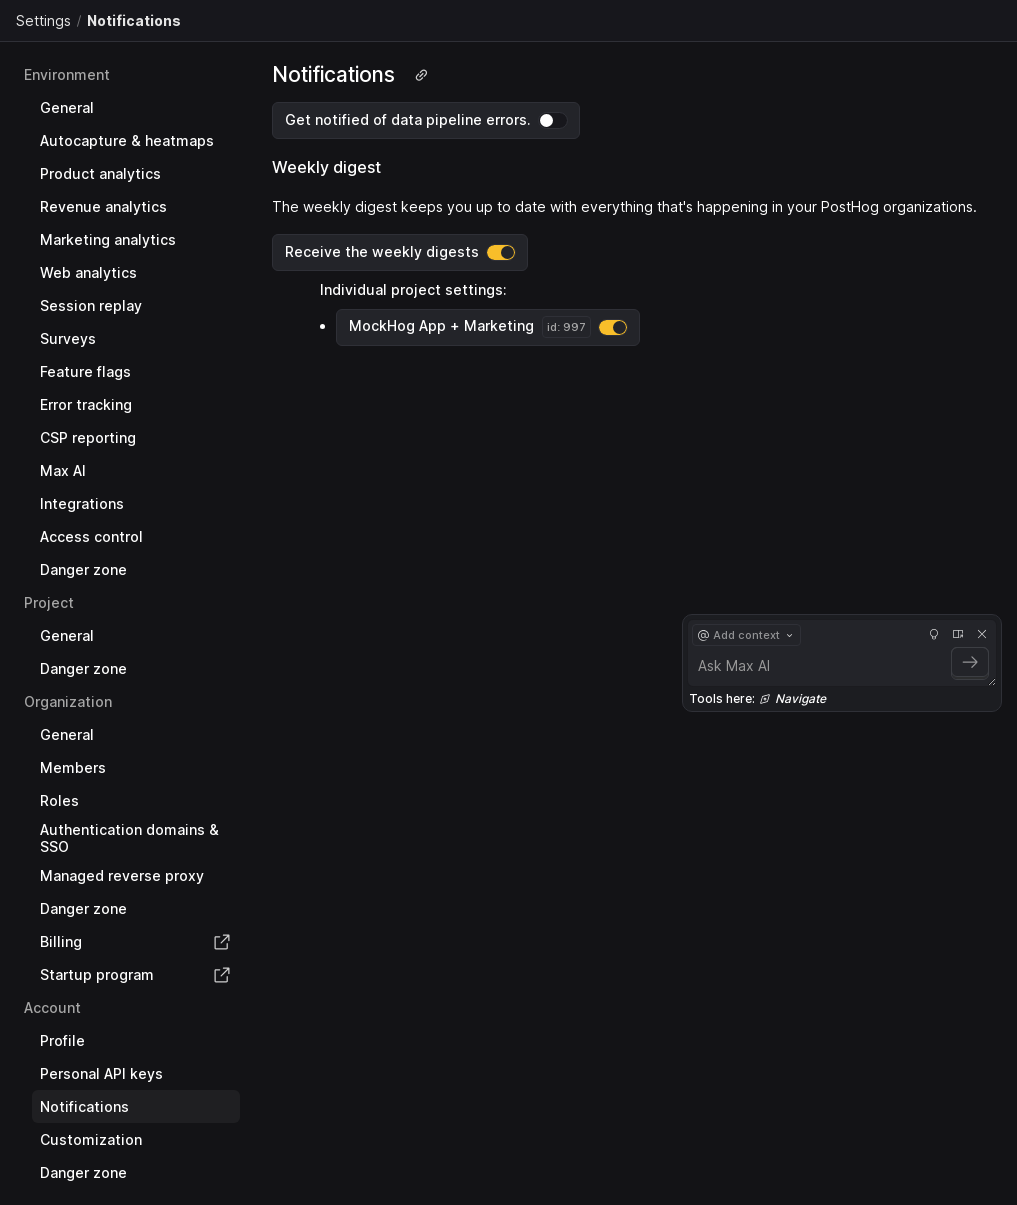 Settings / Notifications
Environment
General
Autocapture & heatmaps
Product analytics
Revenue analytics
Marketing analytics
Web analytics
Session replay
Surveys
Feature flags
Error tracking
CSP reporting
Max AI
Integrations
Access control
Danger zone
Project
General
Danger zone
Organization
General
Members
Roles
Authentication domains &
SSO
Managed reverse proxy
Danger zone
Billing
Startup program
Account
Profile
Personal API keys
Notifications
Customization
Danger zone
Notifications
Get notified of data pipeline errors.
Weekly digest
The weekly digest keeps you up to date with everything that's happening in your PostHog organizations.
Receive the weekly digests
Individual project settings:
• MockHog App + Marketing id: 997
@ Add context
Ask Max AI
Tools here: Navigate